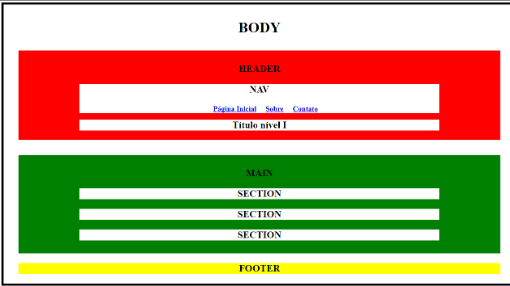 BODY
HEADER
NAV
Página Inicial Sobre Contato
Título nível I
MAIN
SECTION
SECTION
SECTION
FOOTER